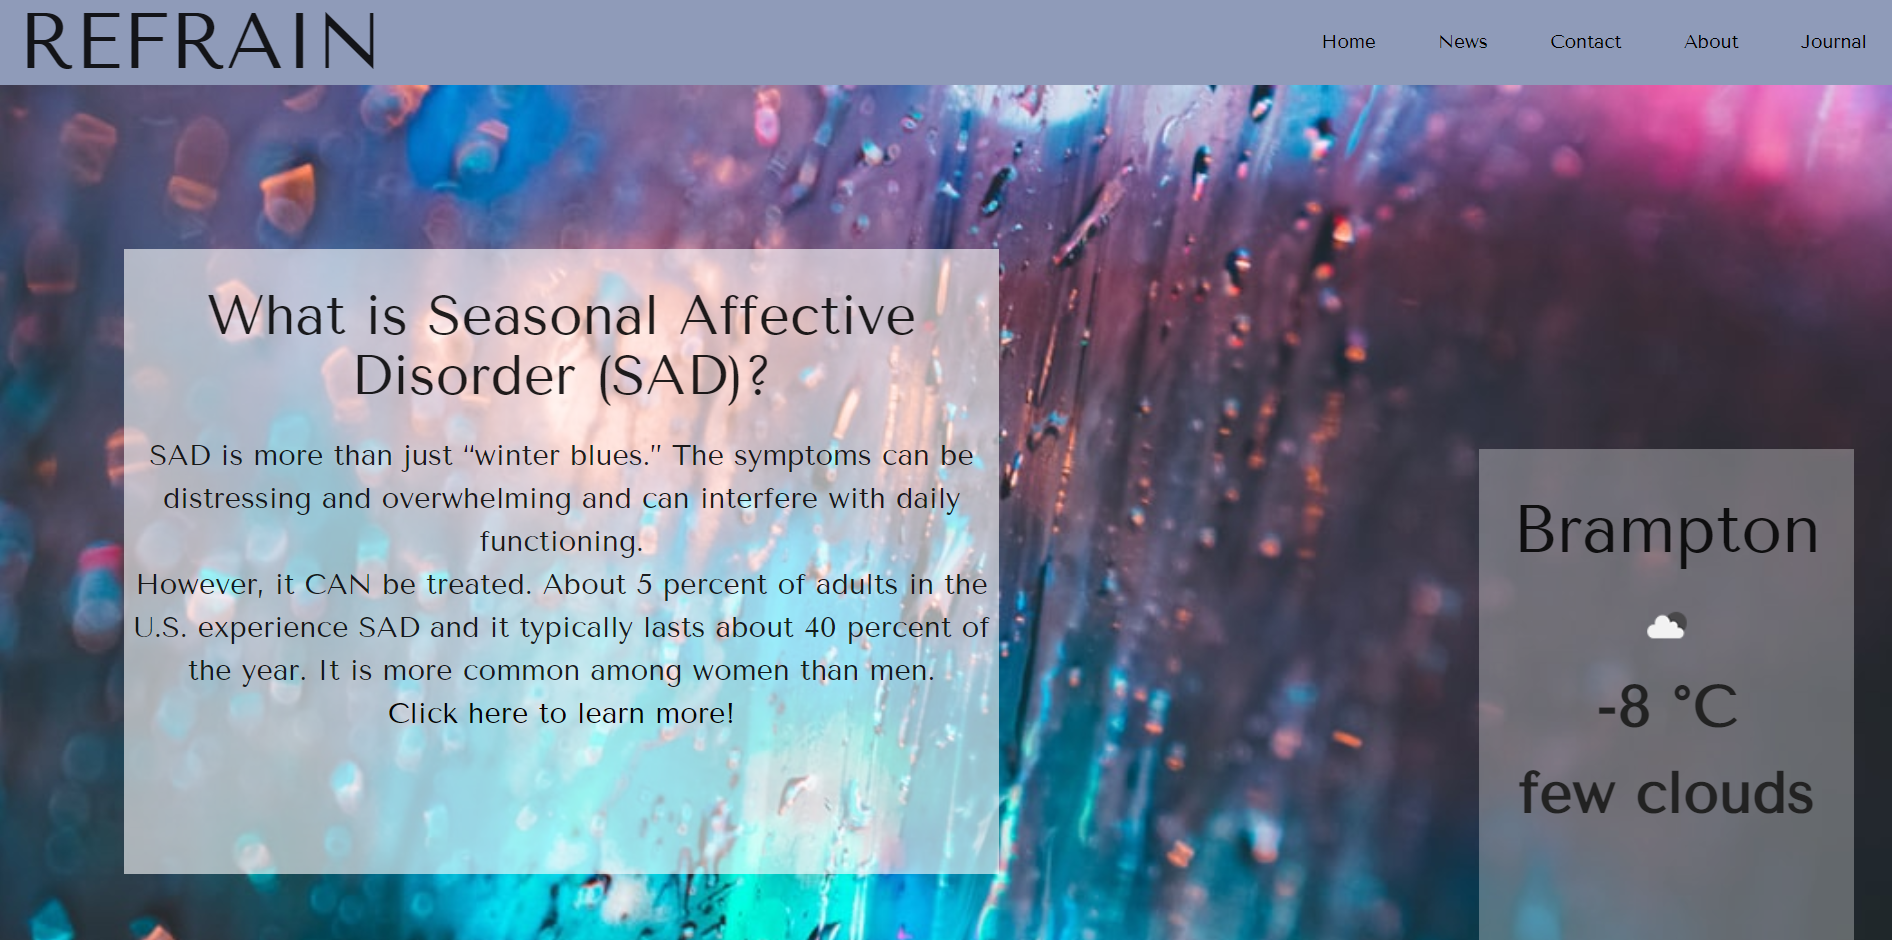 REFRAIN
Home News Contact About Journal
What is Seasonal Affective
Disorder (SAD)?
SAD is more than just “winter blues.” The symptoms can be
distressing and overwhelming and can interfere with daily
functioning.
However, it CAN be treated. About 5 percent of adults in the
U.S. experience SAD and it typically lasts about 40 percent of
the year. It is more common among women than men.
Click here to learn more!
Brampton
-8 °C
few clouds